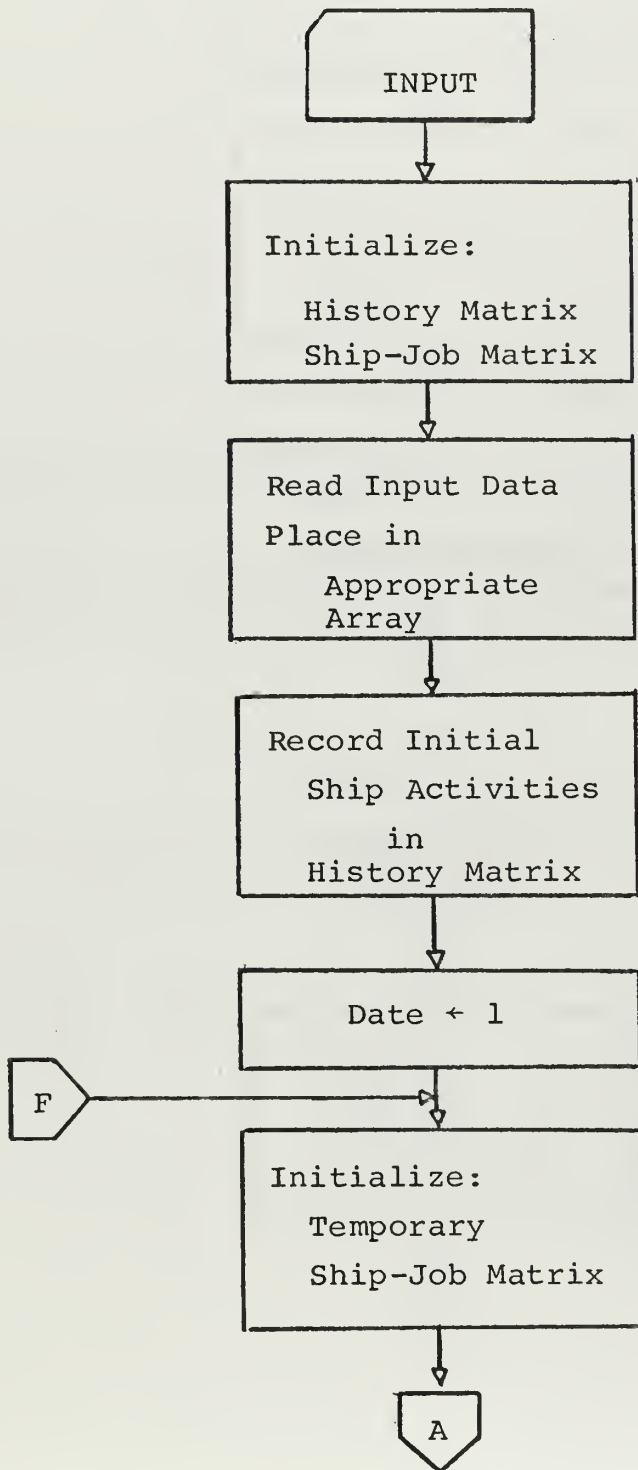 INPUT
Initialize:
History Matrix
Ship-Job Matrix
Read Input Data
Place in
Appropriate
Array
Record Initial
Ship Activities
in
History Matrix
Date ← 1
F
Initialize:
Temporary
Ship-Job Matrix
A